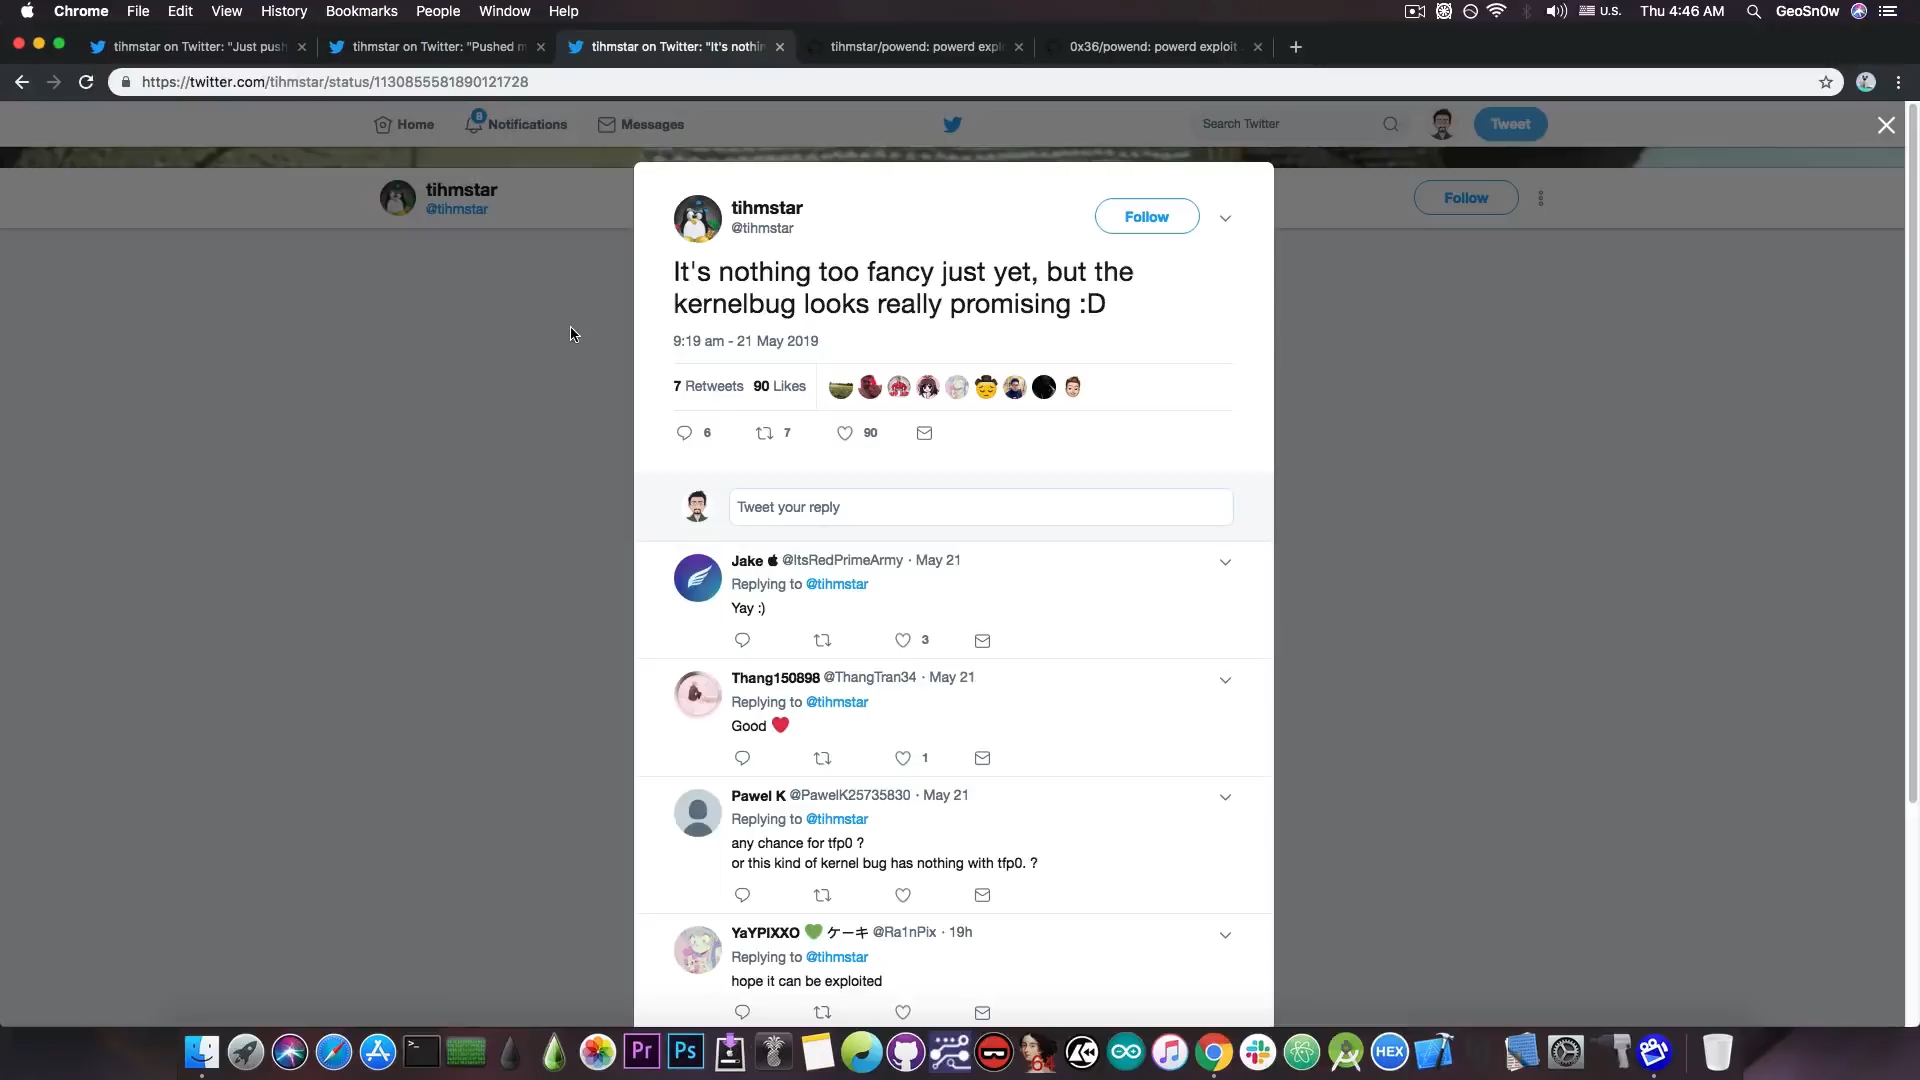 Chrome File Edit View History Bookmarks People Window Help U.S. Thu 4:46 AM GeoSn0w
tihmstar on Twitter: "Just push tihmstar on Twitter: "Pushed m tihmstar on Twitter: "It's nothin tihmstar/powend: powerd expl 0x36/powend: powerd exploit
https://twitter.com/tihmstar/status/1130855581890121728
Home 8 Notifications Messages Search Twitter Tweet
tihmstar
@tihmstar
Follow
tihmstar
@tihmstar
Follow
It's nothing too fancy just yet, but the
kernelbug looks really promising :D
9:19 am - 21 May 2019
7 Retweets 90 Likes
6 7 90
Tweet your reply
Jake @ItsRedPrimeArmy · May 21
Replying to @tihmstar
Yay :)
3
Thang150898 @ThangTran34 · May 21
Replying to @tihmstar
Good ❤
1
Pawel K @PawelK25735830 · May 21
Replying to @tihmstar
any chance for tfp0 ?
or this kind of kernel bug has nothing with tfp0. ?
YaYPIXXO 💚 ケーキ @Ra1nPix · 19h
Replying to @tihmstar
hope it can be exploited
Pr Ps 64 HEX